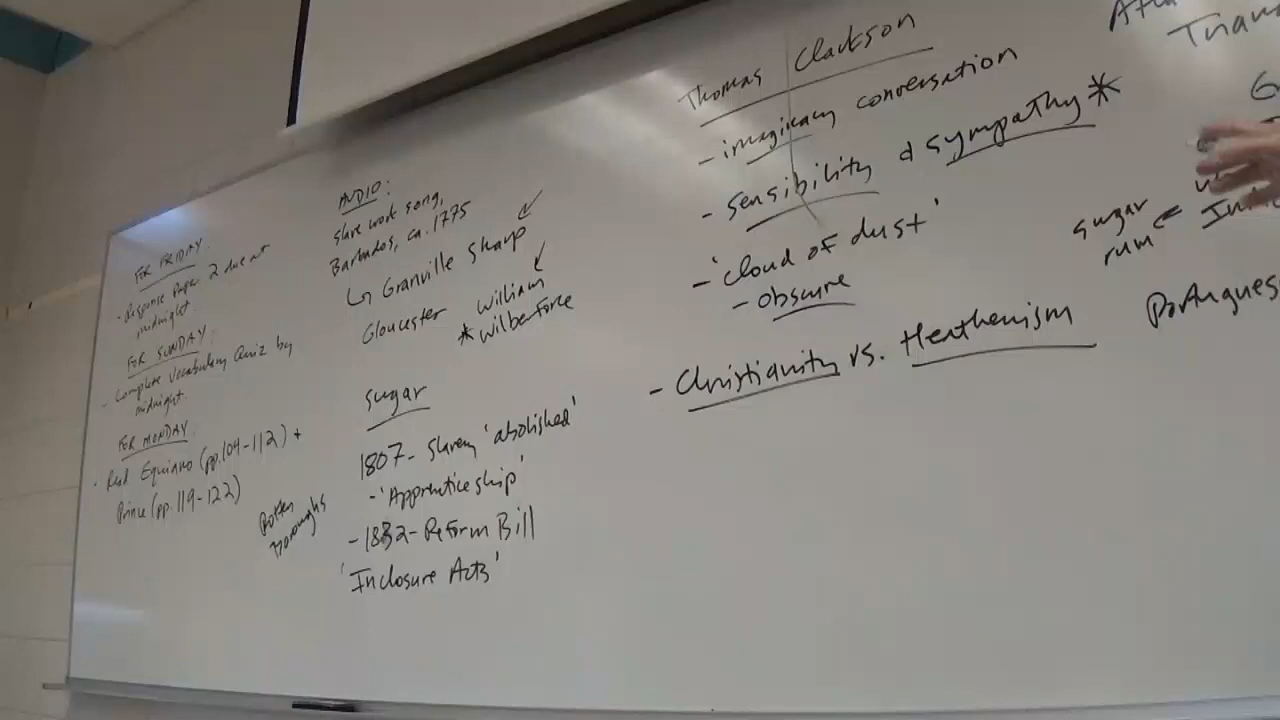 FOR FRIDAY:
- Response Paper 2 due at
midnight.
FOR SUNDAY:
- Complete Vocabulary Quiz by
midnight.
FOR MONDAY:
- Read Equiano (pp. 104-112) +
Prince (pp. 119-122)
Rotten
Boroughs
AUDIO:
Slave work song,
Barbados, ca. 1775
↳ Granville Sharp
Gloucester
William
* Wilberforce
Sugar
1807- Slavery 'abolished'
- 'Apprenticeship'
- 1832- Reform Bill
'Inclosure Acts'
Thomas Clarkson
- imaginary conversation
- sensibility & sympathy *
- 'cloud of dust'
- obscure
- Christianity vs. Heathenism
sugar
rum
Portugues